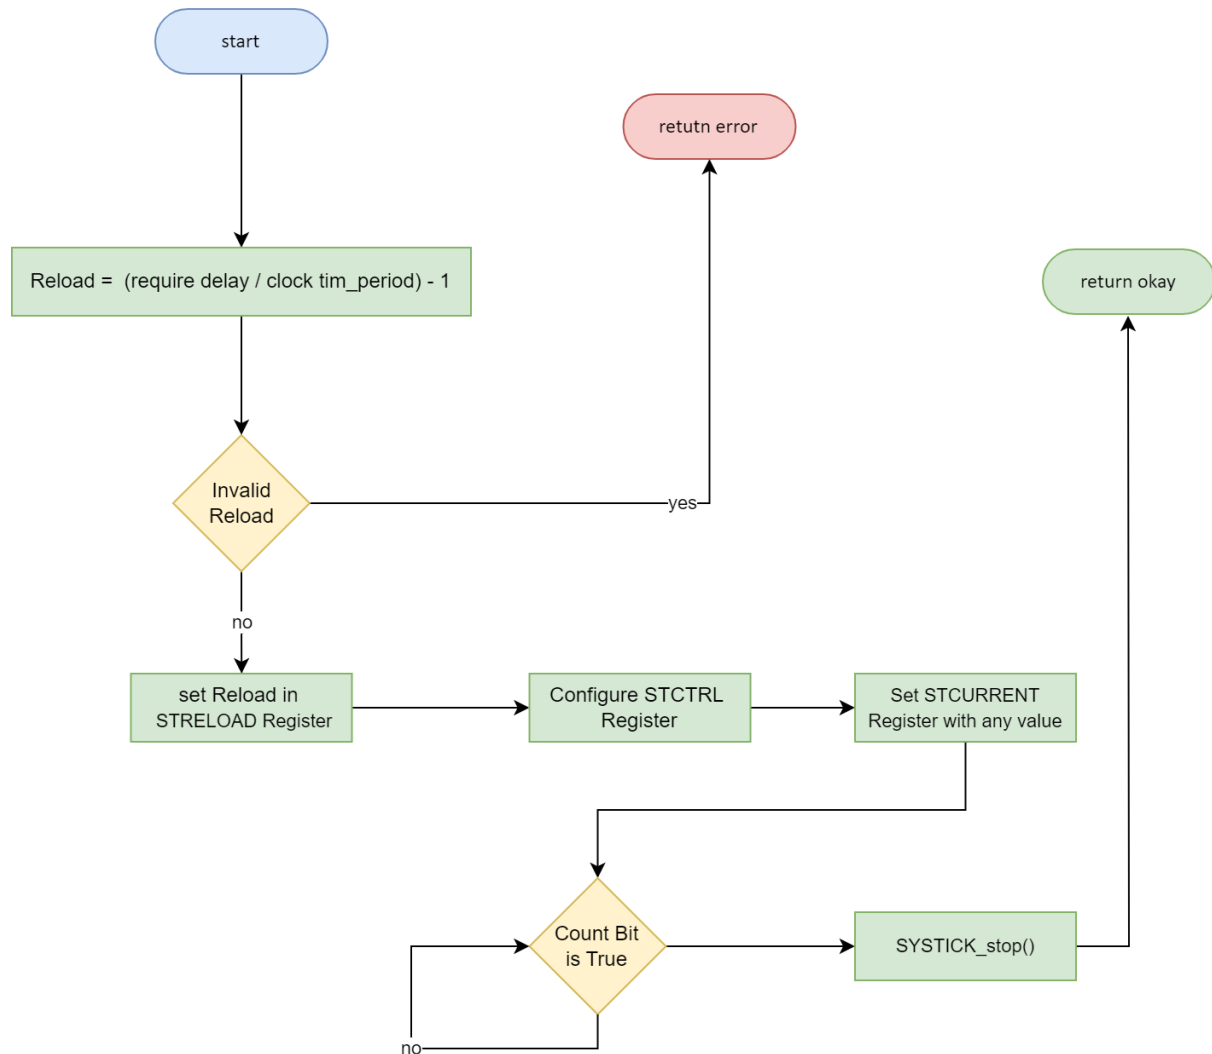 start
retutn error
Reload =  (require delay / clock tim_period) - 1
return okay
Invalid
Reload
yes
no
set Reload in
STRELOAD Register
Configure STCTRL
Register
Set STCURRENT
Register with any value
Count Bit
is True
SYSTICK_stop()
no